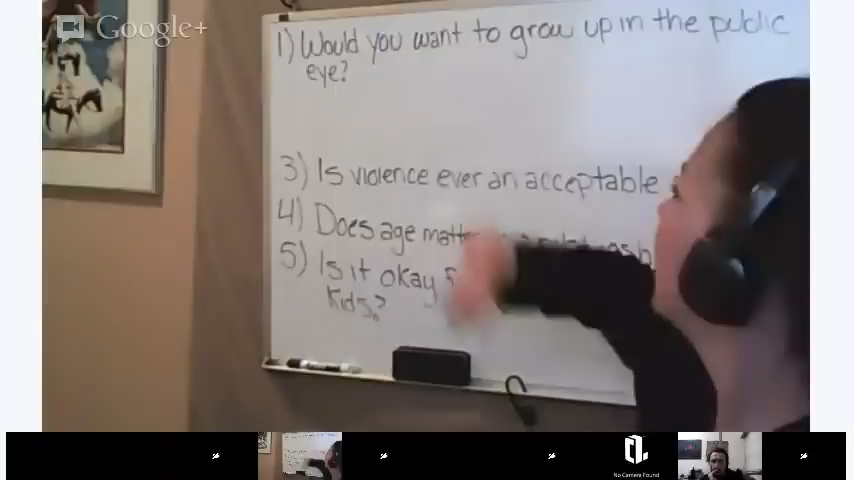 Google+
1) Would you want to grow up in the public
eye?
3) Is violence ever an acceptable
4) Does age
5) Is it okay
kids?
No Camera Found